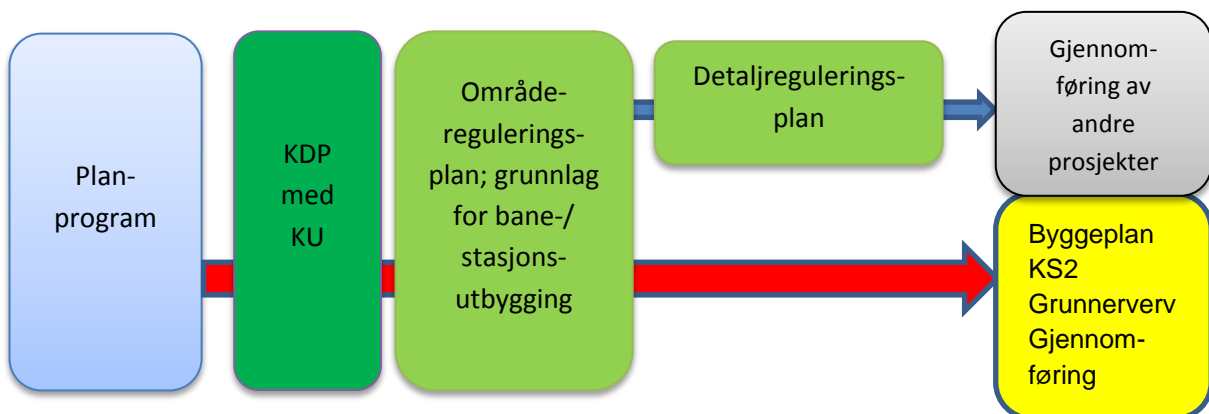 Plan-
program
KDP
med
KU
Område-
regulerings-
plan; grunnlag
for bane-/
stasjons-
utbygging
Detaljregulerings-
plan
Gjennom-
føring av
andre
prosjekter
Byggeplan
KS2
Grunnerverv
Gjennom-
føring